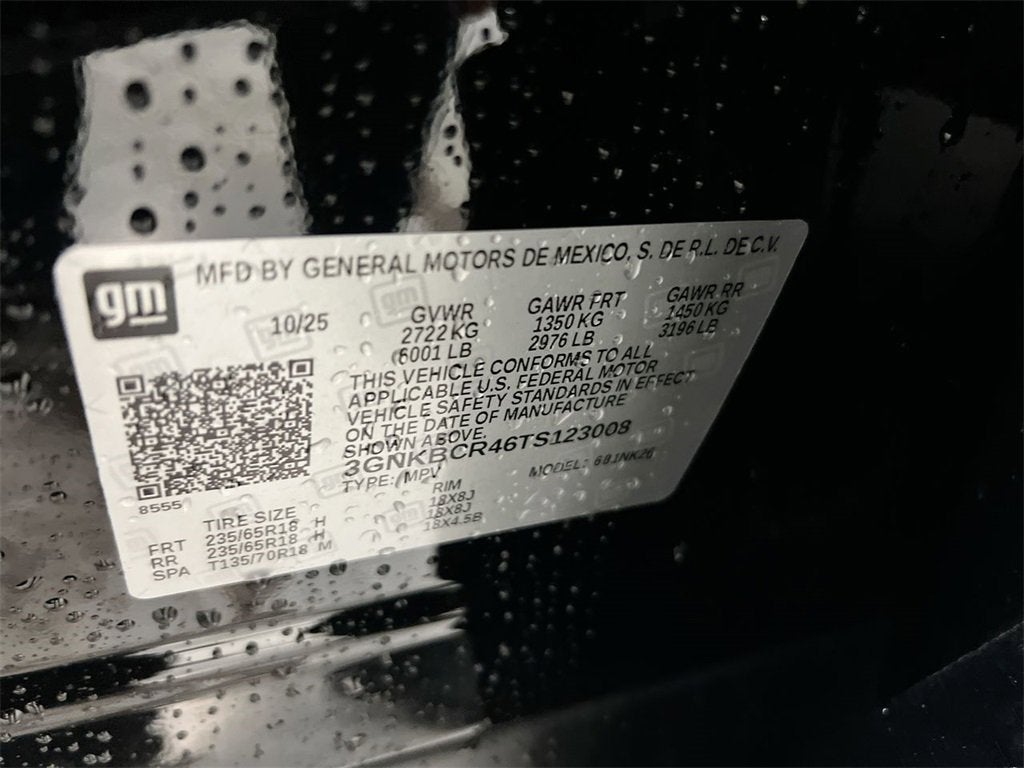 gm
MFD BY GENERAL MOTORS DE MEXICO, S. DE R.L. DE C.V.
10/25
GVWR GAWR FRT GAWR RR
2722 KG 1350 KG 1450 KG
6001 LB 2976 LB 3196 LB
THIS VEHICLE CONFORMS TO ALL
APPLICABLE U.S. FEDERAL MOTOR
VEHICLE SAFETY STANDARDS IN EFFECT
ON THE DATE OF MANUFACTURE
SHOWN ABOVE.
3GNKBCR46TS123008
TYPE: MPV MODEL: 6B1NK26
8555
TIRE SIZE RIM
FRT 235/65R18 H 18X8J
RR 235/65R18 H 18X8J
SPA T135/70R18 M 18X4.5B